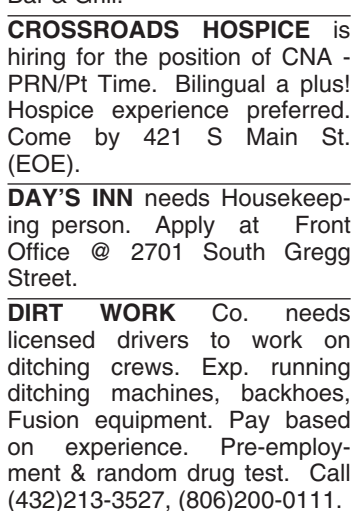 Bar & Grill.
CROSSROADS HOSPICE is
hiring for the position of CNA -
PRN/Pt Time. Bilingual a plus!
Hospice experience preferred.
Come by 421 S Main St.
(EOE).
DAY'S INN needs Housekeep-
ing person. Apply at Front
Office @ 2701 South Gregg
Street.
DIRT WORK Co. needs
licensed drivers to work on
ditching crews. Exp. running
ditching machines, backhoes,
Fusion equipment. Pay based
on experience. Pre-employ-
ment & random drug test. Call
(432)213-3527, (806)200-0111.